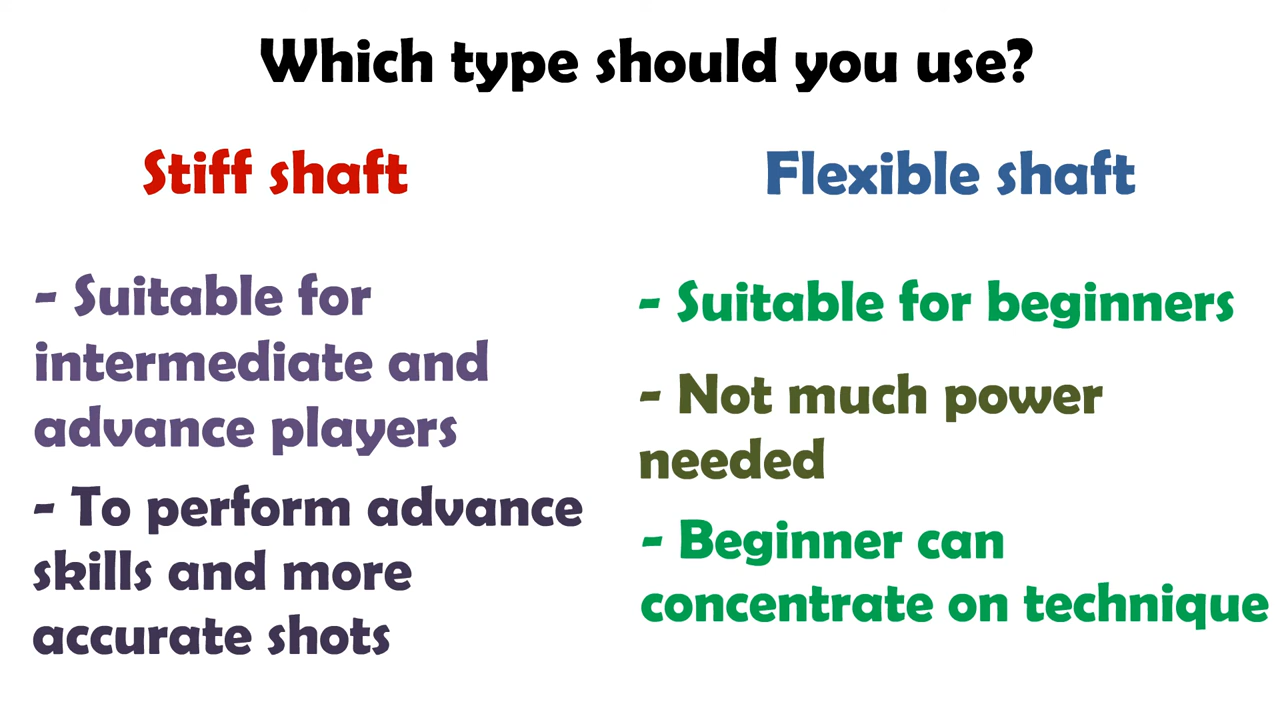 Which type should you use?
Stiff shaft
- Suitable for
intermediate and
advance players
- To perform advance
skills and more
accurate shots
Flexible shaft
- Suitable for beginners
- Not much power
needed
- Beginner can
concentrate on technique